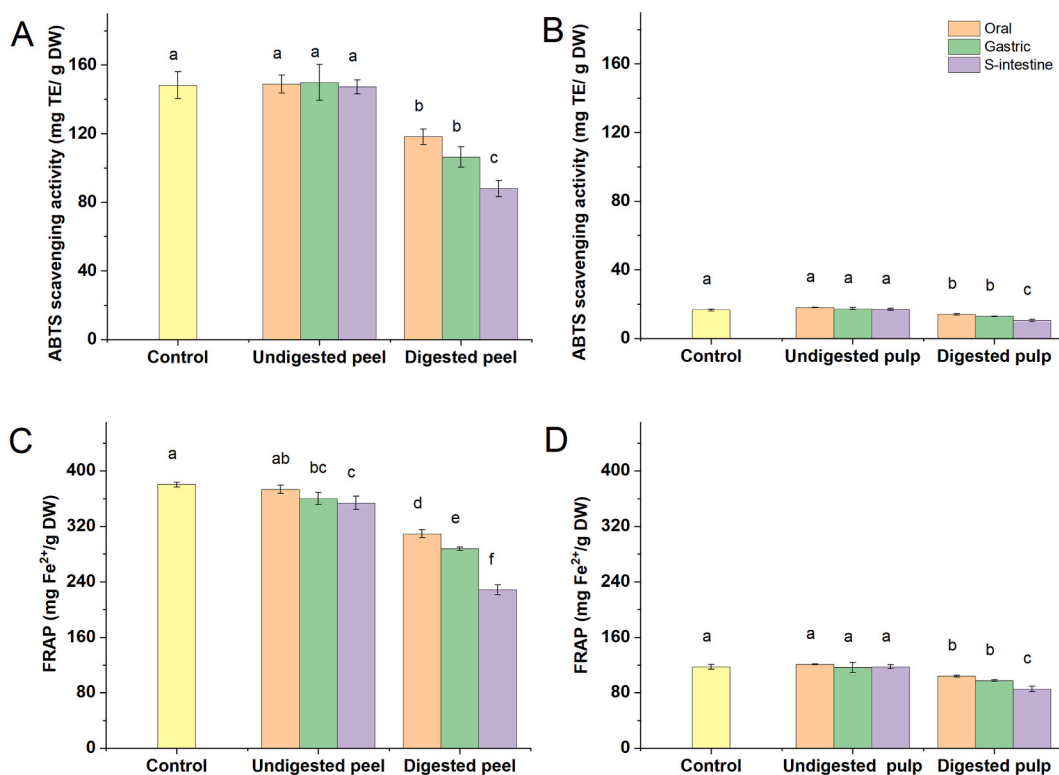 A
ABTS scavenging activity (mg TE/ g DW)
160
120
80
40
0
a
a
a
a
b
b
c
Control
Undigested peel
Digested peel
B
ABTS scavenging activity (mg TE/ g DW)
160
120
80
40
0
Oral
Gastric
S-intestine
a
a
a
a
b
b
c
Control
Undigested pulp
Digested pulp
C
FRAP (mg Fe²⁺/g DW)
400
320
240
160
80
0
a
ab
bc
c
d
e
f
Control
Undigested peel
Digested peel
D
FRAP (mg Fe²⁺/g DW)
400
320
240
160
80
0
a
a
a
a
b
b
c
Control
Undigested pulp
Digested pulp